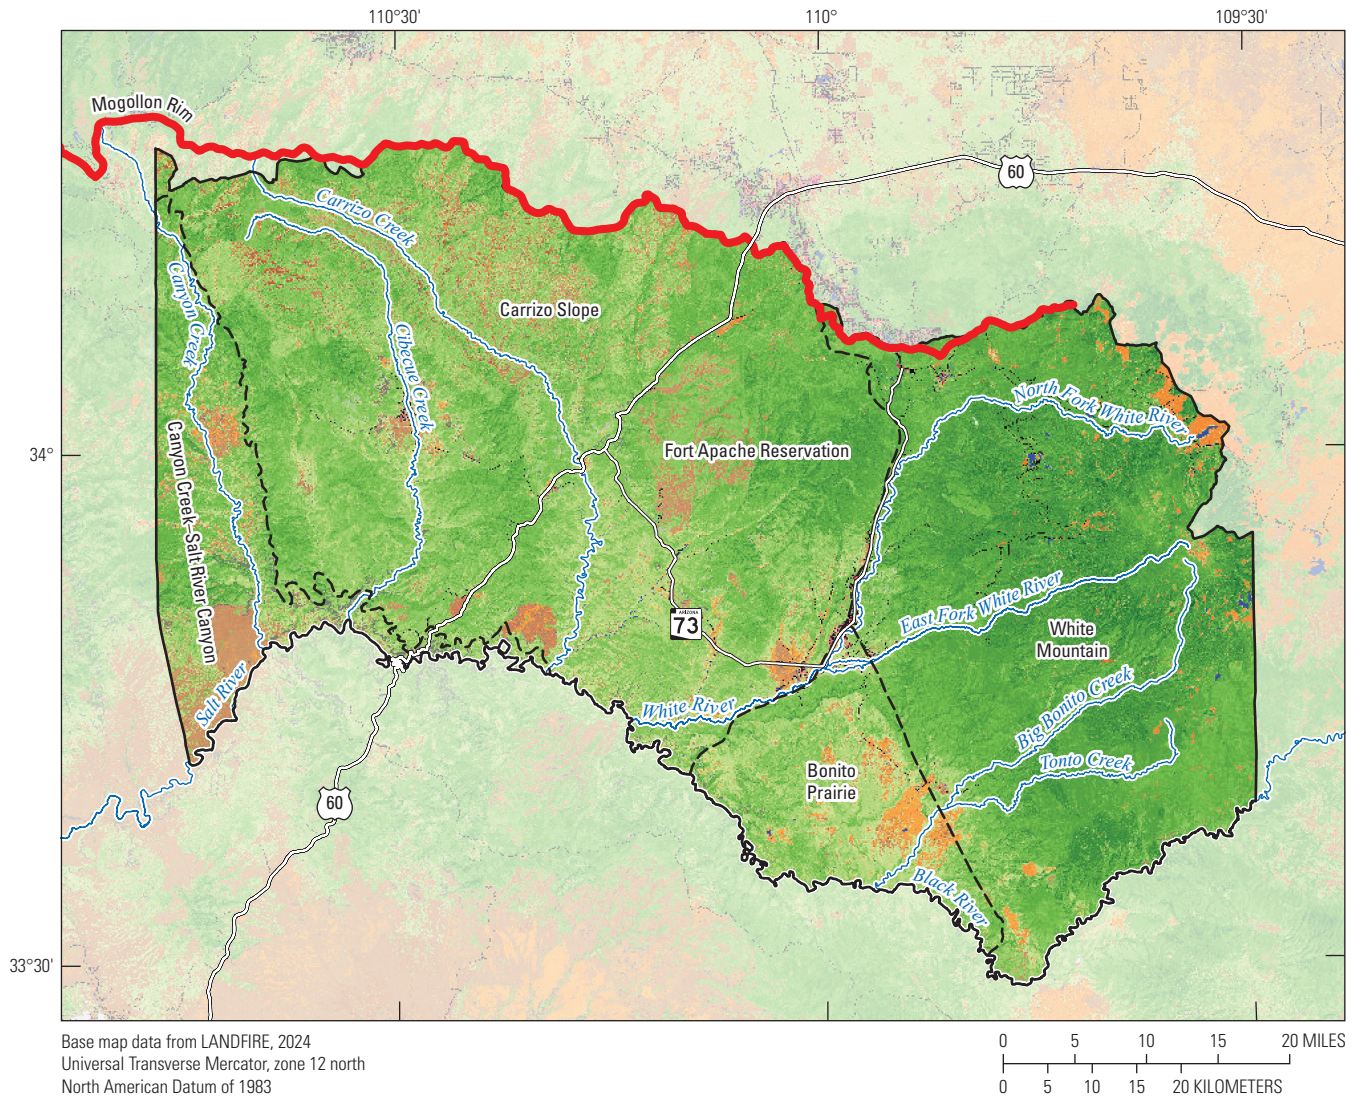 110°30'
110°
109°30'
Mogollon Rim
60
Carrizo Creek
Canyon Creek
Carrizo Slope
Cibecue Creek
North Fork White River
34°
Fort Apache Reservation
Canyon Creek–Salt River Canyon
East Fork White River
ARIZONA
73
White
Mountain
Salt River
White River
Big Bonito Creek
Tonto Creek
Bonito
Prairie
60
Black River
33°30'
Base map data from LANDFIRE, 2024
Universal Transverse Mercator, zone 12 north
North American Datum of 1983
0 5 10 15 20 MILES
0 5 10 15 20 KILOMETERS